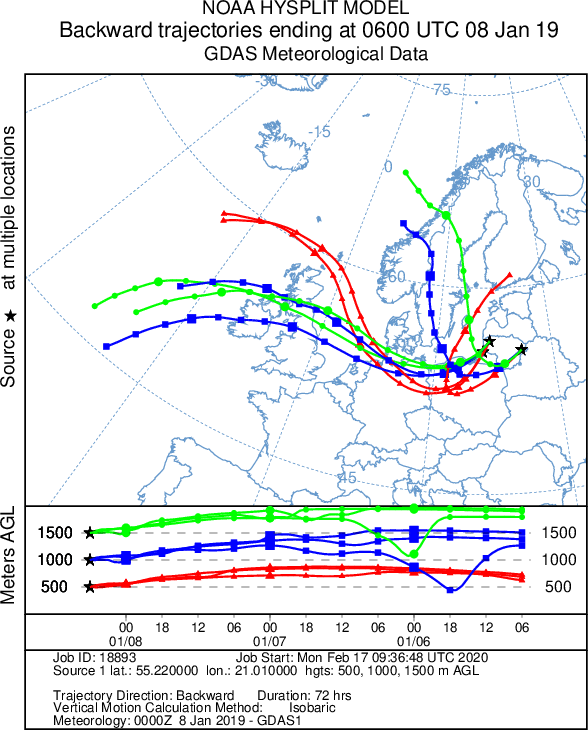 NOAA HYSPLIT MODEL
Backward trajectories ending at 0600 UTC 08 Jan 19
GDAS Meteorological Data
Source ★ at multiple locations
-30
75
-15
0
30
60
45
Meters AGL
1500 1500
1000 1000
500 500
00 18 12 06 00 18 12 06 00 18 12 06
01/08 01/07 01/06
Job ID: 18893 Job Start: Mon Feb 17 09:36:48 UTC 2020
Source 1 lat.: 55.220000 lon.: 21.010000 hgts: 500, 1000, 1500 m AGL
Trajectory Direction: Backward Duration: 72 hrs
Vertical Motion Calculation Method: Isobaric
Meteorology: 0000Z 8 Jan 2019 - GDAS1